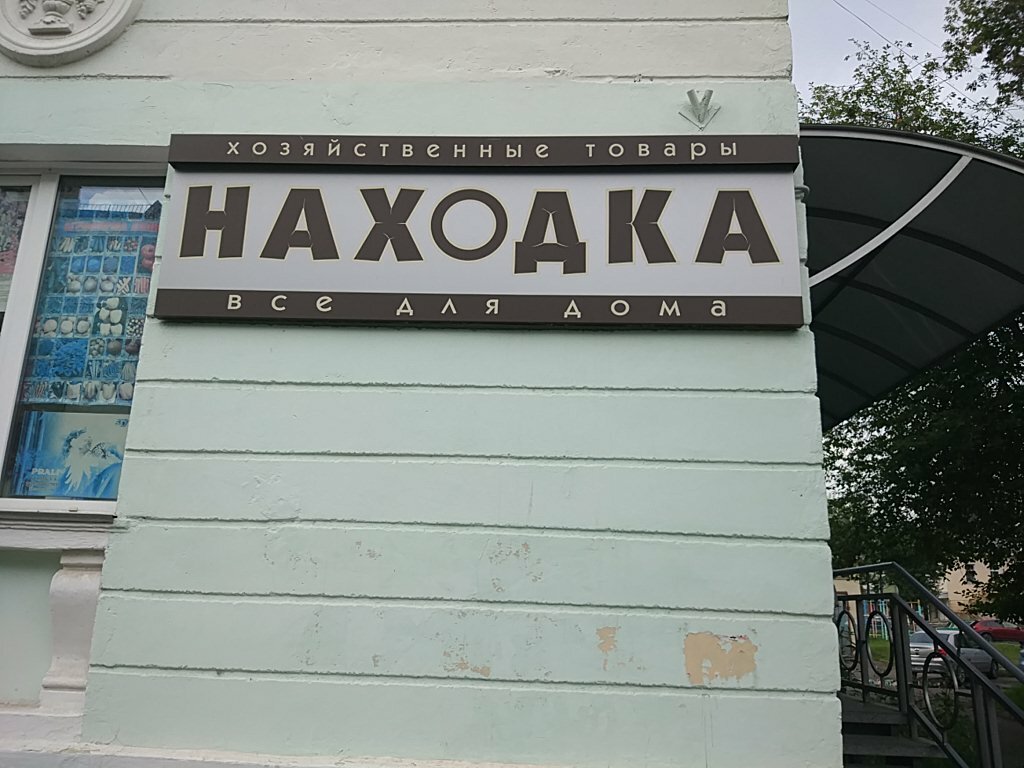 хозяйственные товары
НАХОДКА
все для дома